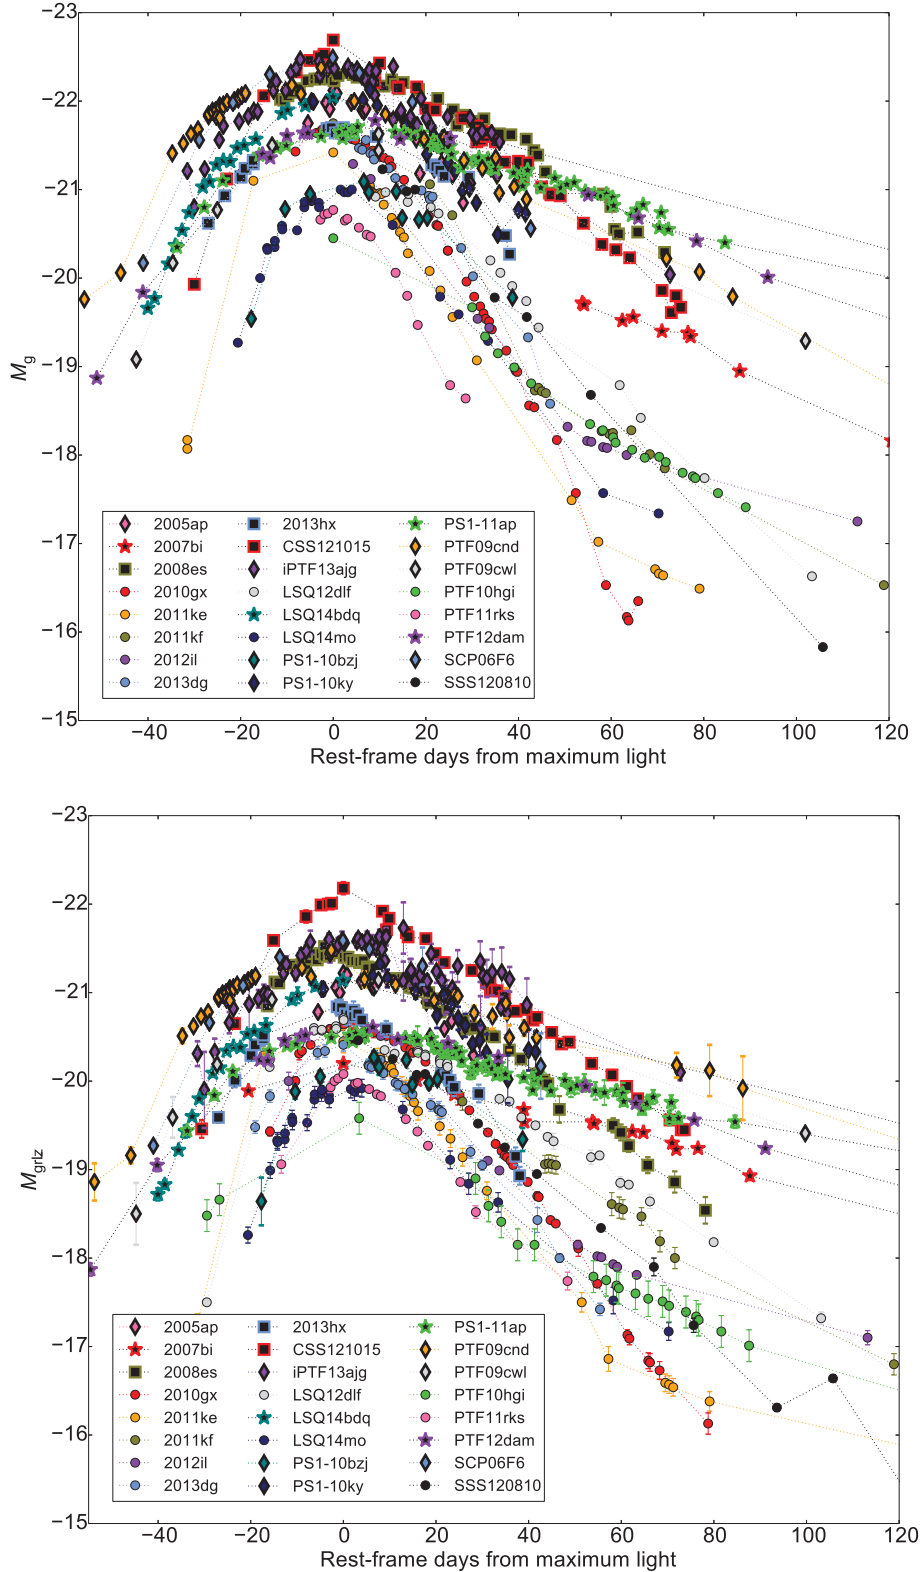 −23
−22
−21
−20
−19
−18
−17
−16
−15
Mg
2005ap 2013hx PS1-11ap
2007bi CSS121015 PTF09cnd
2008es iPTF13ajg PTF09cwl
2010gx LSQ12dlf PTF10hgi
2011ke LSQ14bdq PTF11rks
2011kf LSQ14mo PTF12dam
2012il PS1-10bzj SCP06F6
2013dg PS1-10ky SSS120810
−40 −20 0 20 40 60 80 100 120
Rest-frame days from maximum light
−23
−22
−21
−20
−19
−18
−17
−16
−15
Mgriz
2005ap 2013hx PS1-11ap
2007bi CSS121015 PTF09cnd
2008es iPTF13ajg PTF09cwl
2010gx LSQ12dlf PTF10hgi
2011ke LSQ14bdq PTF11rks
2011kf LSQ14mo PTF12dam
2012il PS1-10bzj SCP06F6
2013dg PS1-10ky SSS120810
−40 −20 0 20 40 60 80 100 120
Rest-frame days from maximum light